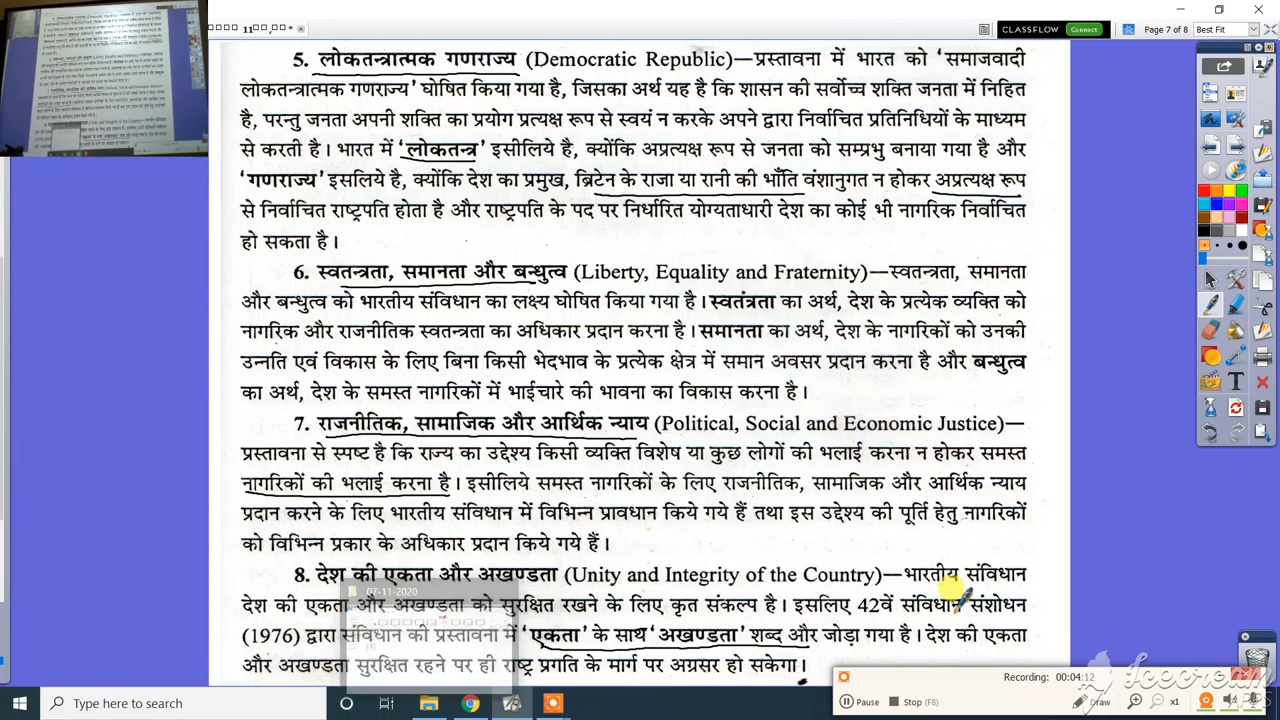 11
CLASSFLOW Connect
Page 7 of 8 Best Fit
5. लोकतन्त्रात्मक गणराज्य (Democratic Republic)—प्रस्तावना में भारत को 'समाजवादी
लोकतन्त्रात्मक गणराज्य' घोषित किया गया है, जिसका अर्थ यह है कि शासन की सर्वोच्च शक्ति जनता में निहित
है, परन्तु जनता अपनी शक्ति का प्रयोग प्रत्यक्ष रूप से स्वयं न करके अपने द्वारा निर्वाचित प्रतिनिधियों के माध्यम
से करती है। भारत में 'लोकतन्त्र' इसीलिये है, क्योंकि अप्रत्यक्ष रूप से जनता को सम्प्रभु बनाया गया है और
'गणराज्य' इसलिये है, क्योंकि देश का प्रमुख, ब्रिटेन के राजा या रानी की भाँति वंशानुगत न होकर अप्रत्यक्ष रूप
से निर्वाचित राष्ट्रपति होता है और राष्ट्रपति के पद पर निर्धारित योग्यताधारी देश का कोई भी नागरिक निर्वाचित
हो सकता है।
6. स्वतन्त्रता, समानता और बन्धुत्व (Liberty, Equality and Fraternity)—स्वतन्त्रता, समानता
और बन्धुत्व को भारतीय संविधान का लक्ष्य घोषित किया गया है। स्वतंत्रता का अर्थ, देश के प्रत्येक व्यक्ति को
नागरिक और राजनीतिक स्वतन्त्रता का अधिकार प्रदान करना है। समानता का अर्थ, देश के नागरिकों को उनकी
उन्नति एवं विकास के लिए बिना किसी भेदभाव के प्रत्येक क्षेत्र में समान अवसर प्रदान करना है और बन्धुत्व
का अर्थ, देश के समस्त नागरिकों में भाईचारे की भावना का विकास करना है।
7. राजनीतिक, सामाजिक और आर्थिक न्याय (Political, Social and Economic Justice)—
प्रस्तावना से स्पष्ट है कि राज्य का उद्देश्य किसी व्यक्ति विशेष या कुछ लोगों की भलाई करना न होकर समस्त
नागरिकों की भलाई करना है। इसीलिये समस्त नागरिकों के लिए राजनीतिक, सामाजिक और आर्थिक न्याय
प्रदान करने के लिए भारतीय संविधान में विभिन्न प्रावधान किये गये हैं तथा इस उद्देश्य की पूर्ति हेतु नागरिकों
को विभिन्न प्रकार के अधिकार प्रदान किये गये हैं।
8. देश की एकता और अखण्डता (Unity and Integrity of the Country)—भारतीय संविधान
07-11-2020
देश की एकता और अखण्डता को सुरक्षित रखने के लिए कृत संकल्प है। इसलिए 42वें संविधान संशोधन
(1976) द्वारा संविधान की प्रस्तावना में 'एकता' के साथ 'अखण्डता' शब्द और जोड़ा गया है। देश की एकता
और अखण्डता सुरक्षित रहने पर ही राष्ट्र प्रगति के मार्ग पर अग्रसर हो सकेगा।
Recording: 00:04:12
Icecream
APPS
Pause Stop (F8) Draw x1
Type here to search